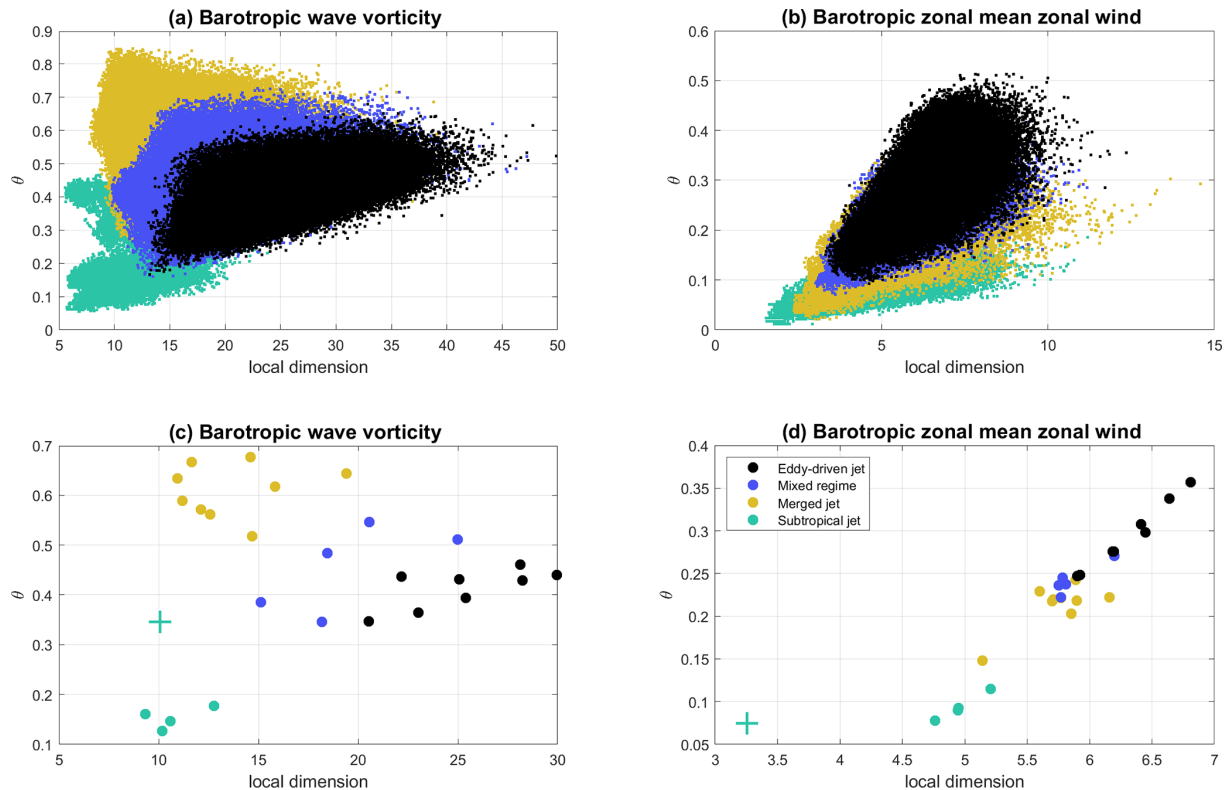 (a) Barotropic wave vorticity
0.9
0.8
0.7
0.6
0.5
0.4
0.3
0.2
0.1
0
θ
5 10 15 20 25 30 35 40 45 50
local dimension
(b) Barotropic zonal mean zonal wind
0.6
0.5
0.4
0.3
0.2
0.1
0
θ
0 5 10 15
local dimension
(c) Barotropic wave vorticity
0.7
0.6
0.5
0.4
0.3
0.2
0.1
θ
5 10 15 20 25 30
local dimension
(d) Barotropic zonal mean zonal wind
0.4
0.35
0.3
0.25
0.2
0.15
0.1
0.05
θ
Eddy-driven jet
Mixed regime
Merged jet
Subtropical jet
3 3.5 4 4.5 5 5.5 6 6.5 7
local dimension